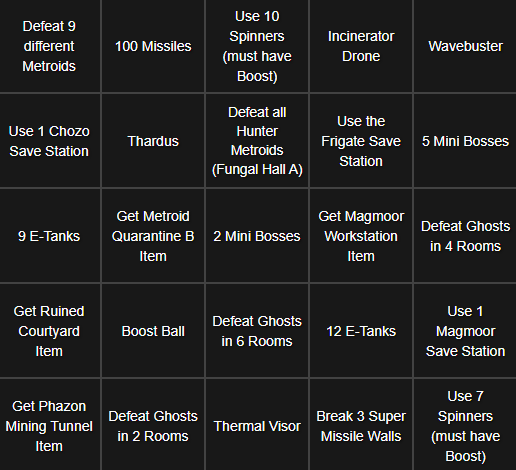 Defeat 9
different
Metroids
100 Missiles
Use 10
Spinners
(must have
Boost)
Incinerator
Drone
Wavebuster
Use 1 Chozo
Save Station
Thardus
Defeat all
Hunter
Metroids
(Fungal Hall A)
Use the
Frigate Save
Station
5 Mini Bosses
9 E-Tanks
Get Metroid
Quarantine B
Item
2 Mini Bosses
Get Magmoor
Workstation
Item
Defeat Ghosts
in 4 Rooms
Get Ruined
Courtyard
Item
Boost Ball
Defeat Ghosts
in 6 Rooms
12 E-Tanks
Use 1
Magmoor
Save Station
Get Phazon
Mining Tunnel
Item
Defeat Ghosts
in 2 Rooms
Thermal Visor
Break 3 Super
Missile Walls
Use 7
Spinners
(must have
Boost)